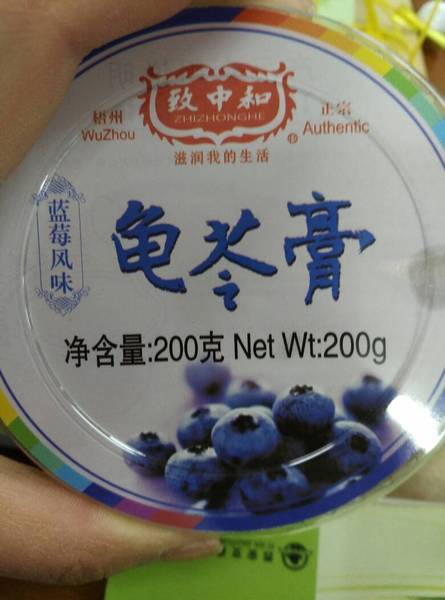 致中和
ZHIZHONGHE
®
梧州
WuZhou
正宗
Authentic
滋润我的生活
蓝莓风味
龟苓膏
净含量:200克 Net Wt:200g